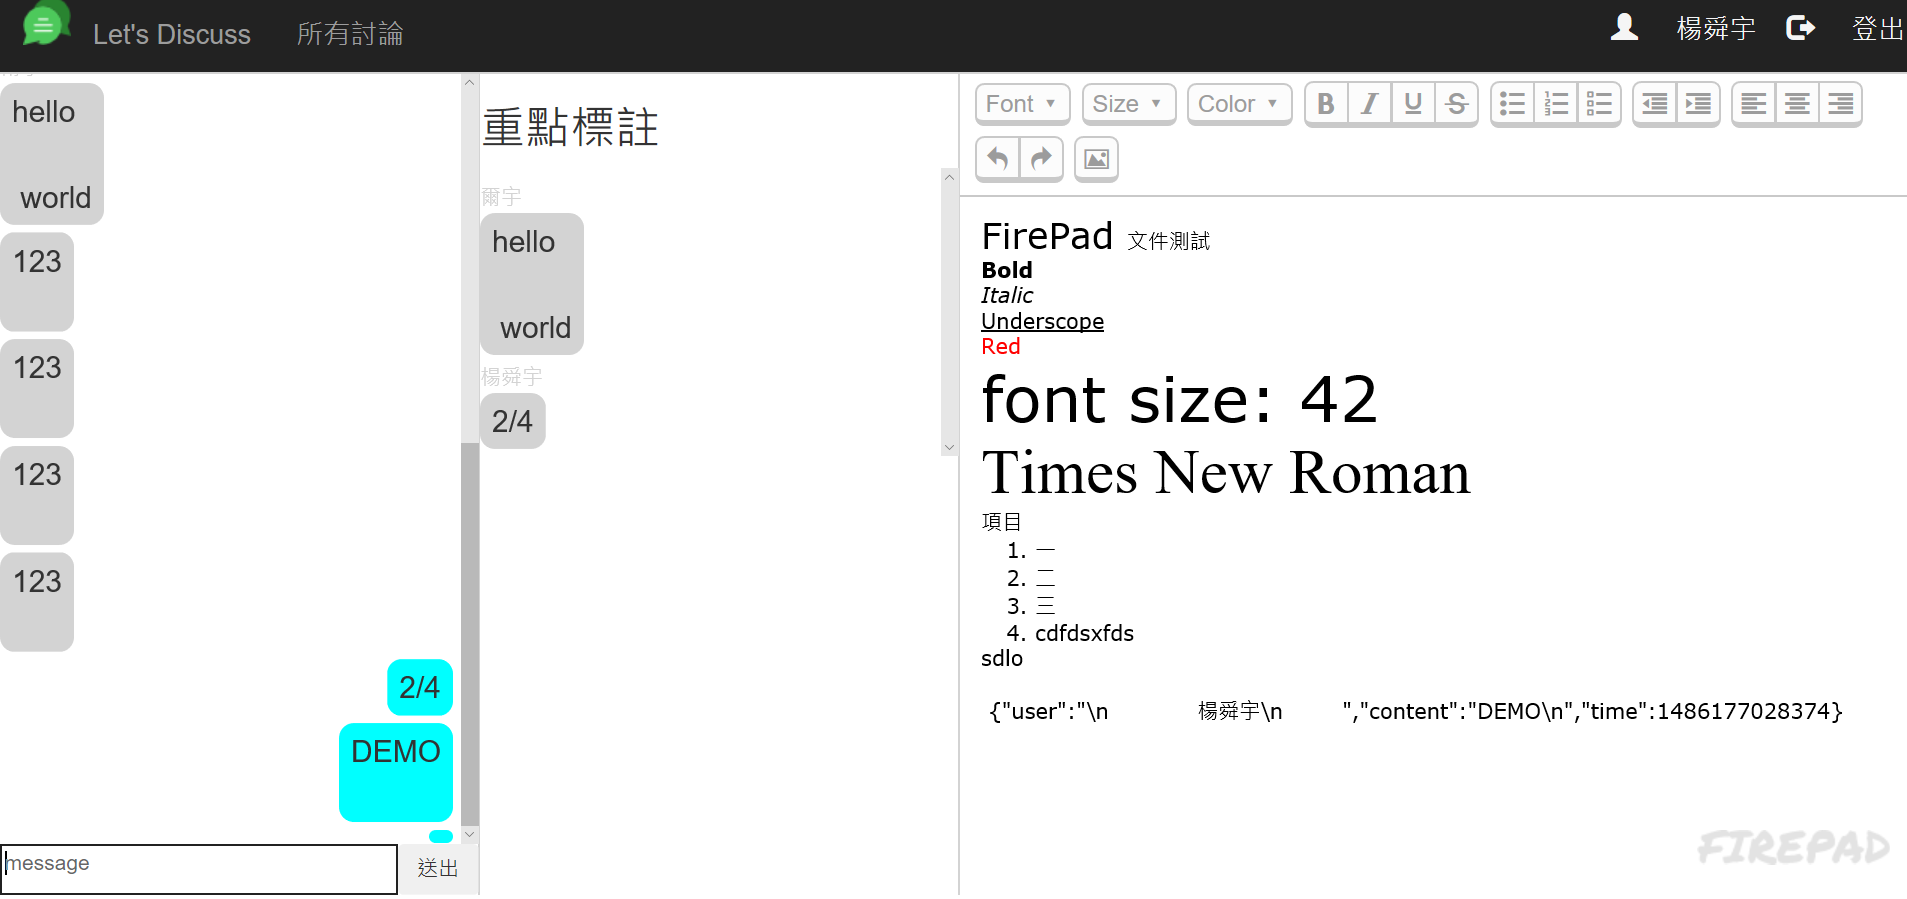 Let's Discuss 所有討論 楊舜宇 登出
hello
world
123
123
123
123
2/4
DEMO
message 送出
重點標註
爾宇
hello
world
楊舜宇
2/4
Font Size Color B I U S
FirePad 文件測試
Bold
Italic
Underscope
Red
font size: 42
Times New Roman
項目
1. 一
2. 二
3. 三
4. cdfdsxfds
sdlo
{"user":"\n 楊舜宇\n ","content":"DEMO\n","time":1486177028374}
FIREPAD